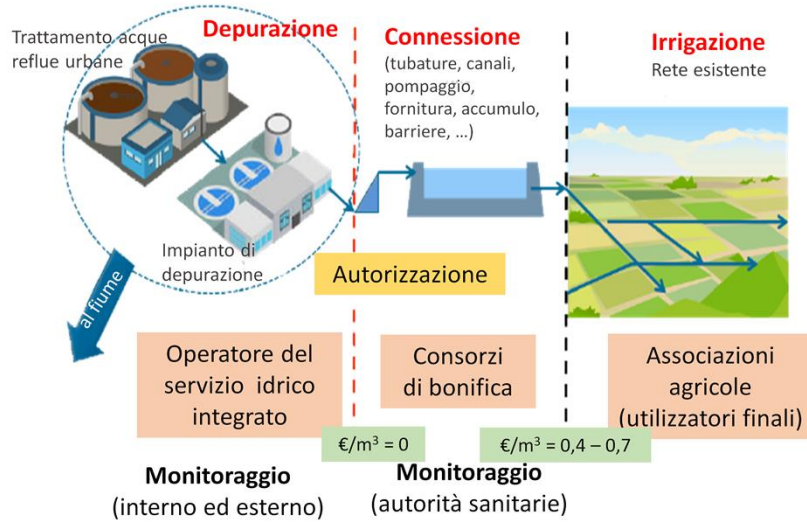 Trattamento acque
reflue urbane
Depurazione
Impianto di
depurazione
al fiume
Connessione
(tubature, canali,
pompaggio,
fornitura, accumulo,
barriere, ...)
Irrigazione
Rete esistente
Autorizzazione
Operatore del
servizio idrico
integrato
Consorzi
di bonifica
Associazioni
agricole
(utilizzatori finali)
€/m³ = 0
€/m³ = 0,4 – 0,7
Monitoraggio
(interno ed esterno)
Monitoraggio
(autorità sanitarie)